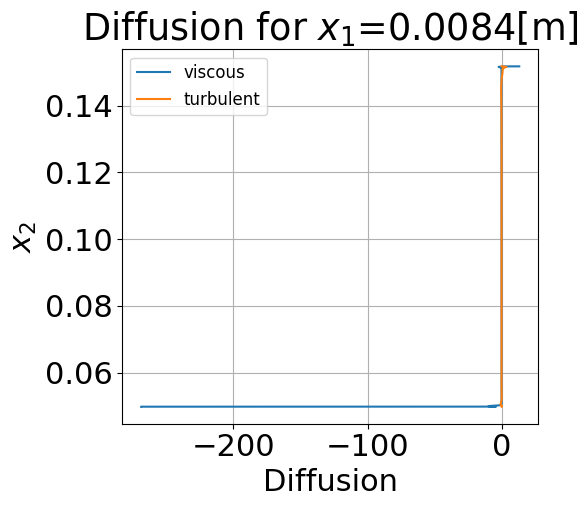 Diffusion for x₁=0.0084[m]
viscous
turbulent
0.14
0.12
0.10
0.08
0.06
x₂
−200 −100 0
Diffusion